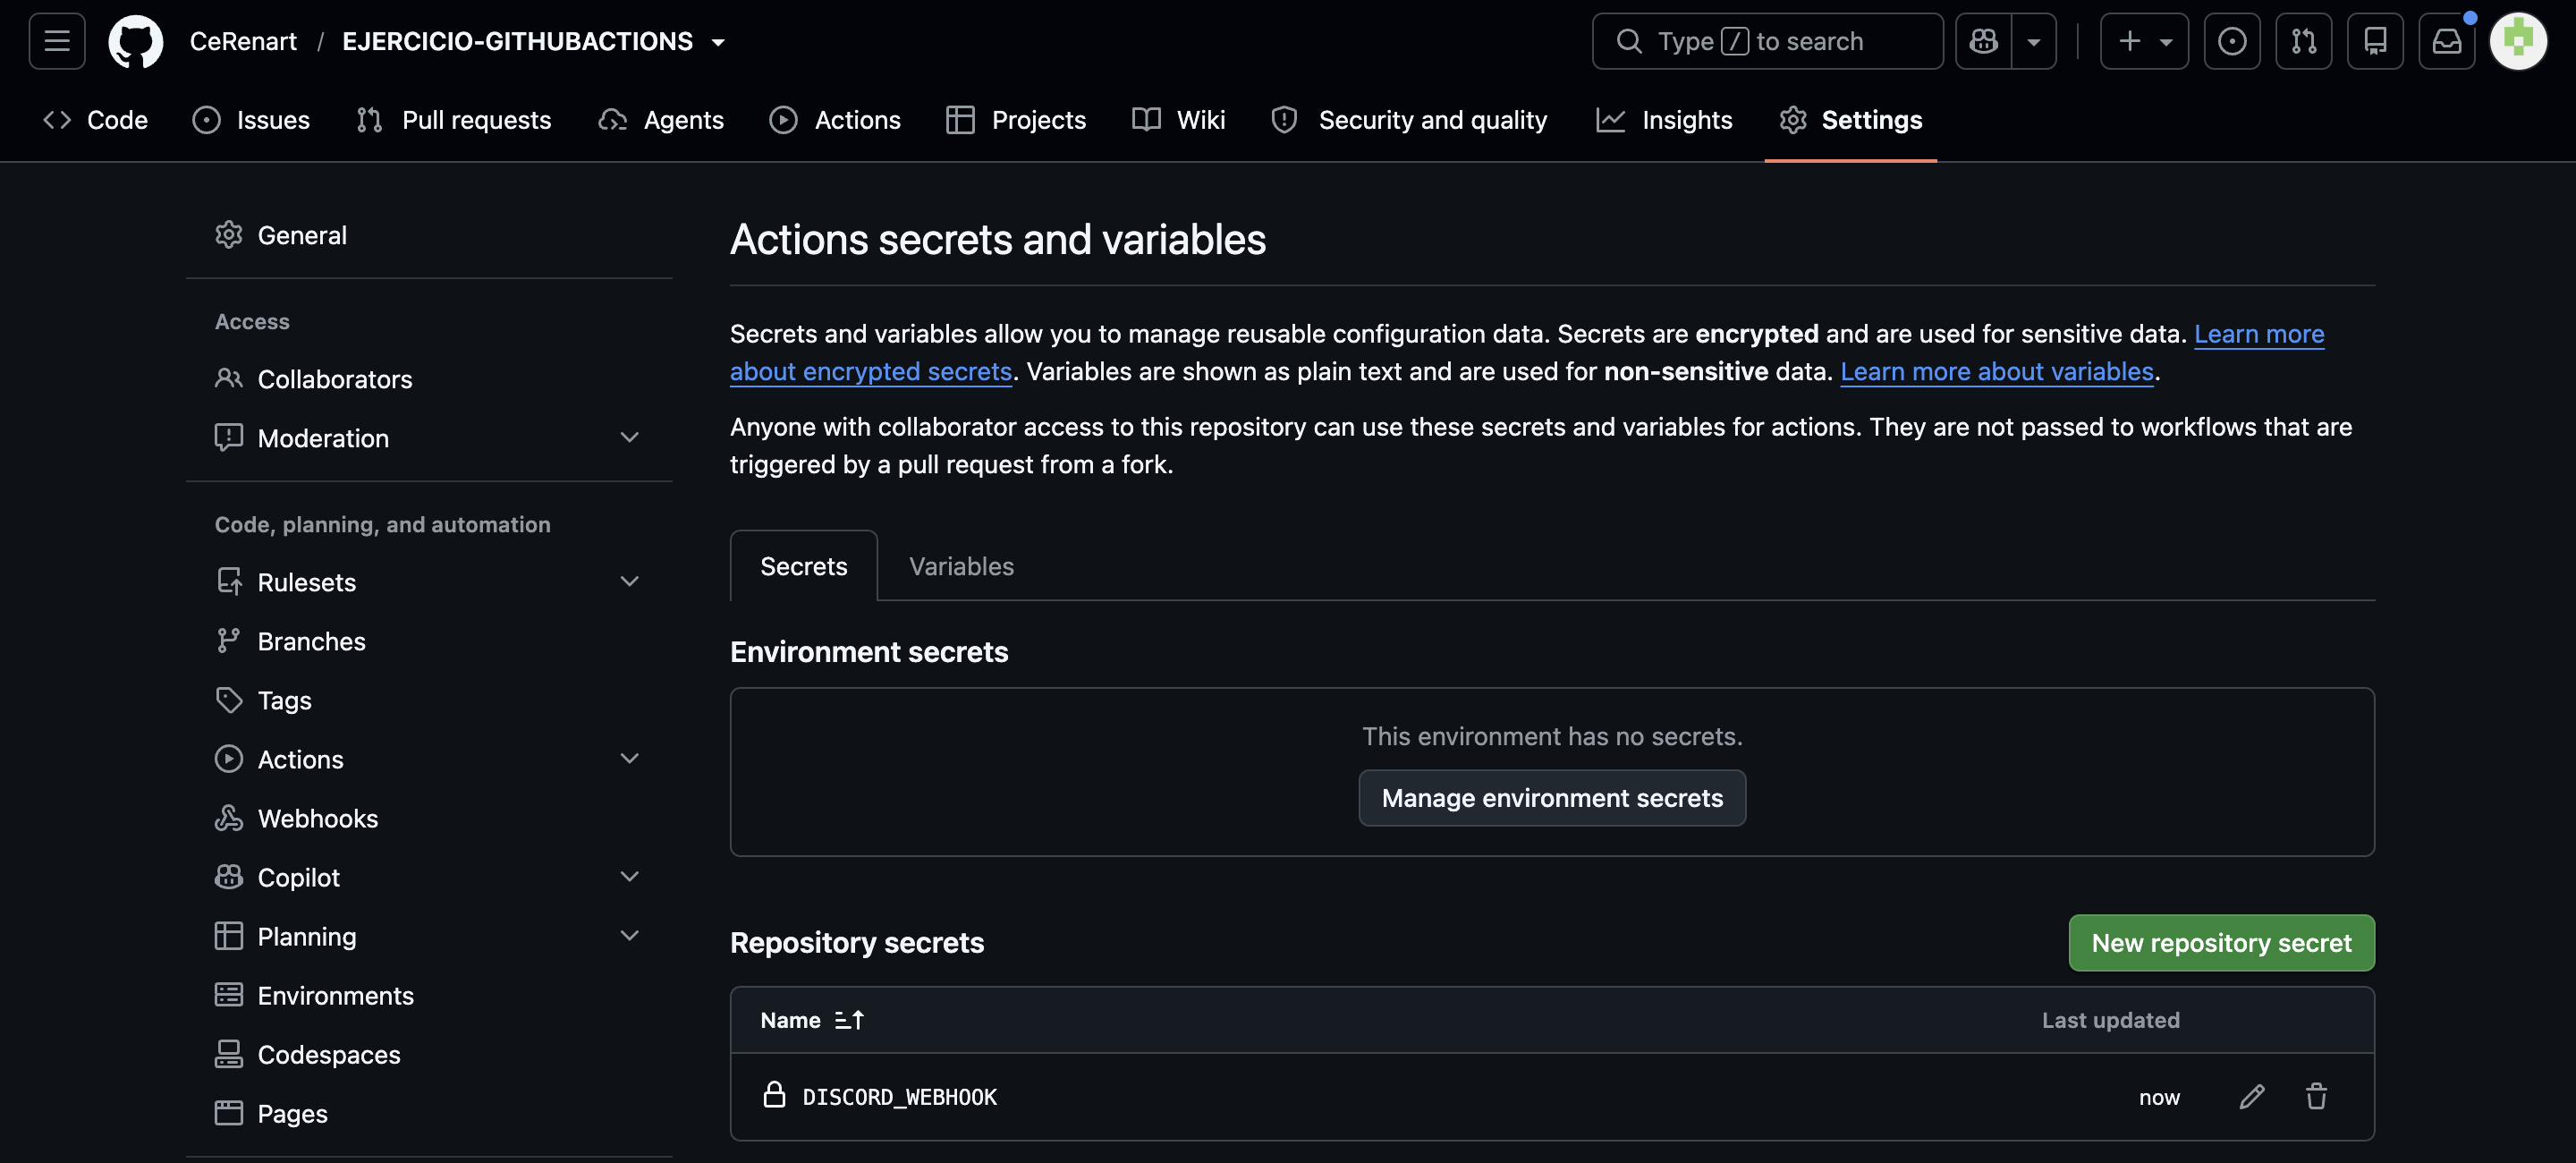 CeRenart / EJERCICIO-GITHUBACTIONS
Type / to search
Code
Issues
Pull requests
Agents
Actions
Projects
Wiki
Security and quality
Insights
Settings
General
Access
Collaborators
Moderation
Code, planning, and automation
Rulesets
Branches
Tags
Actions
Webhooks
Copilot
Planning
Environments
Codespaces
Pages
Actions secrets and variables
Secrets and variables allow you to manage reusable configuration data. Secrets are encrypted and are used for sensitive data. Learn more
about encrypted secrets. Variables are shown as plain text and are used for non-sensitive data. Learn more about variables.
Anyone with collaborator access to this repository can use these secrets and variables for actions. They are not passed to workflows that are
triggered by a pull request from a fork.
Secrets
Variables
Environment secrets
This environment has no secrets.
Manage environment secrets
Repository secrets
New repository secret
Name
Last updated
DISCORD_WEBHOOK
now